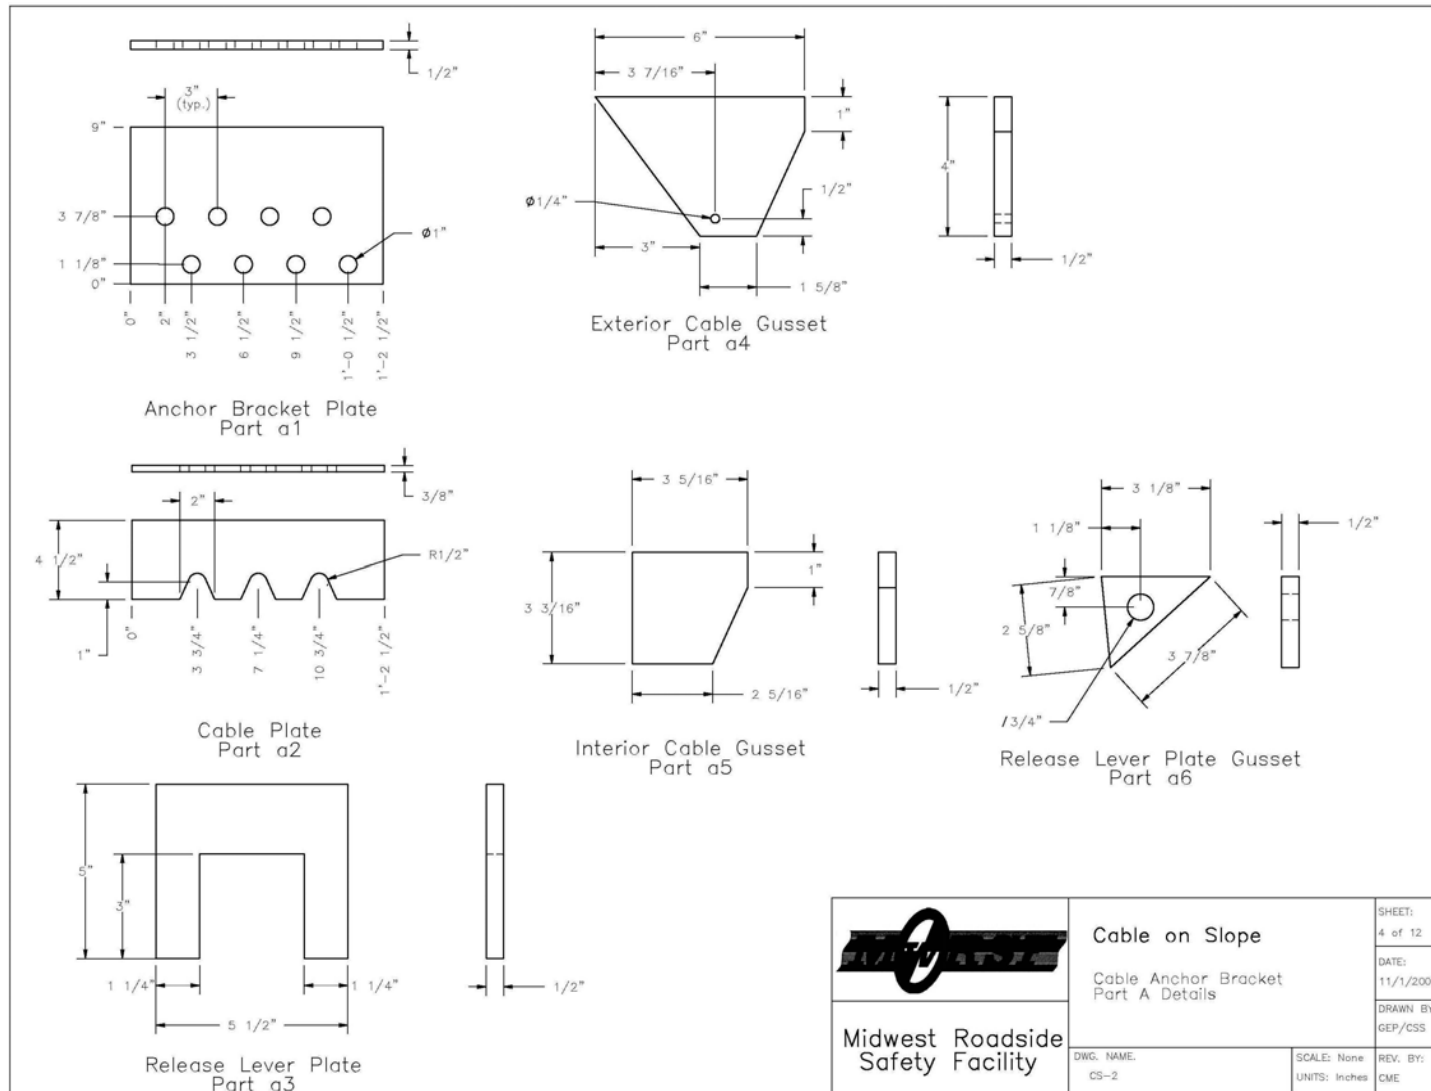 1/2"
3"
(typ.)
9"
3 7/8"
1 1/8"
0"
Ø1"
0"
2"
3 1/2"
6 1/2"
9 1/2"
1'-0 1/2"
1'-2 1/2"
Anchor Bracket Plate
Part a1
6"
3 7/16"
1"
Ø1/4"
1/2"
3"
1 5/8"
4"
1/2"
Exterior Cable Gusset
Part a4
3/8"
2"
4 1/2"
R1/2"
1"
0"
3 3/4"
7 1/4"
10 3/4"
1'-2 1/2"
Cable Plate
Part a2
3 5/16"
1"
3 3/16"
2 5/16"
1/2"
Interior Cable Gusset
Part a5
3 1/8"
1 1/8"
1/2"
7/8"
2 5/8"
3 7/8"
/3/4"
Release Lever Plate Gusset
Part a6
5"
3"
1 1/4"
1 1/4"
5 1/2"
1/2"
Release Lever Plate
Part a3
Midwest Roadside
Safety Facility
Cable on Slope
Cable Anchor Bracket
Part A Details
DWG. NAME.
CS-2
SCALE: None
UNITS: Inches
SHEET:
4 of 12
DATE:
11/1/200
DRAWN BY
GEP/CSS
REV. BY:
CME